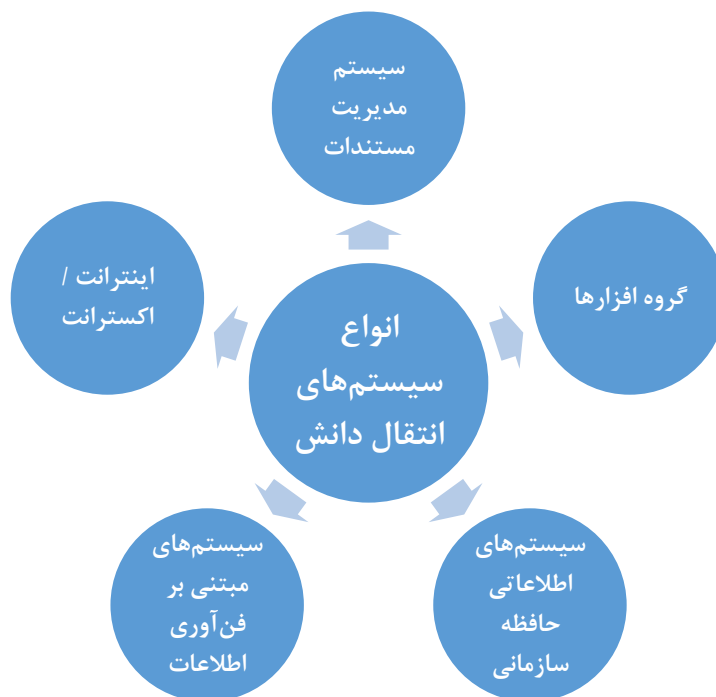 سیستم
مدیریت
مستندات
گروه افزارها
اینترانت /
اکسترانت
انواع
سیستم‌های
انتقال دانش
سیستم‌های
اطلاعاتی
حافظه
سازمانی
سیستم‌های
مبتنی بر
فن‌آوری
اطلاعات